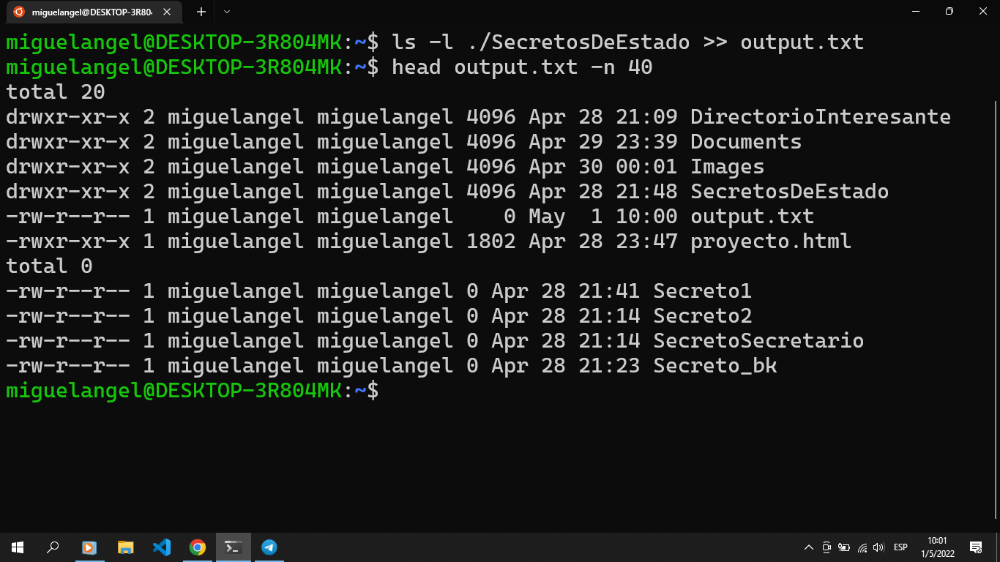 miguelangel@DESKTOP-3R804
miguelangel@DESKTOP-3R804MK:~$ ls -l ./SecretosDeEstado >> output.txt
miguelangel@DESKTOP-3R804MK:~$ head output.txt -n 40
total 20
drwxr-xr-x 2 miguelangel miguelangel 4096 Apr 28 21:09 DirectorioInteresante
drwxr-xr-x 2 miguelangel miguelangel 4096 Apr 29 23:39 Documents
drwxr-xr-x 2 miguelangel miguelangel 4096 Apr 30 00:01 Images
drwxr-xr-x 2 miguelangel miguelangel 4096 Apr 28 21:48 SecretosDeEstado
-rw-r--r-- 1 miguelangel miguelangel    0 May  1 10:00 output.txt
-rwxr-xr-x 1 miguelangel miguelangel 1802 Apr 28 23:47 proyecto.html
total 0
-rw-r--r-- 1 miguelangel miguelangel 0 Apr 28 21:41 Secreto1
-rw-r--r-- 1 miguelangel miguelangel 0 Apr 28 21:14 Secreto2
-rw-r--r-- 1 miguelangel miguelangel 0 Apr 28 21:14 SecretoSecretario
-rw-r--r-- 1 miguelangel miguelangel 0 Apr 28 21:23 Secreto_bk
miguelangel@DESKTOP-3R804MK:~$
ESP
10:01
1/5/2022